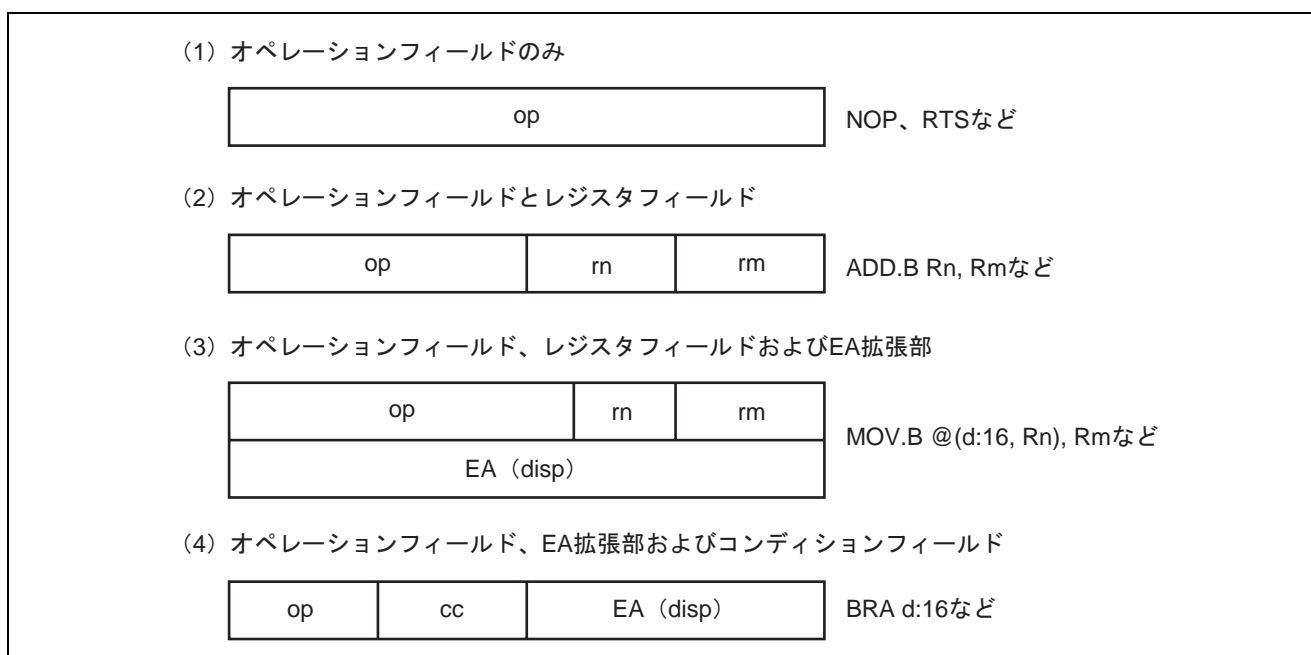 （1）オペレーションフィールドのみ
op
NOP、RTSなど
（2）オペレーションフィールドとレジスタフィールド
op rn rm
ADD.B Rn, Rmなど
（3）オペレーションフィールド、レジスタフィールドおよびEA拡張部
op rn rm
EA（disp）
MOV.B @(d:16, Rn), Rmなど
（4）オペレーションフィールド、EA拡張部およびコンディションフィールド
op cc EA（disp）
BRA d:16など